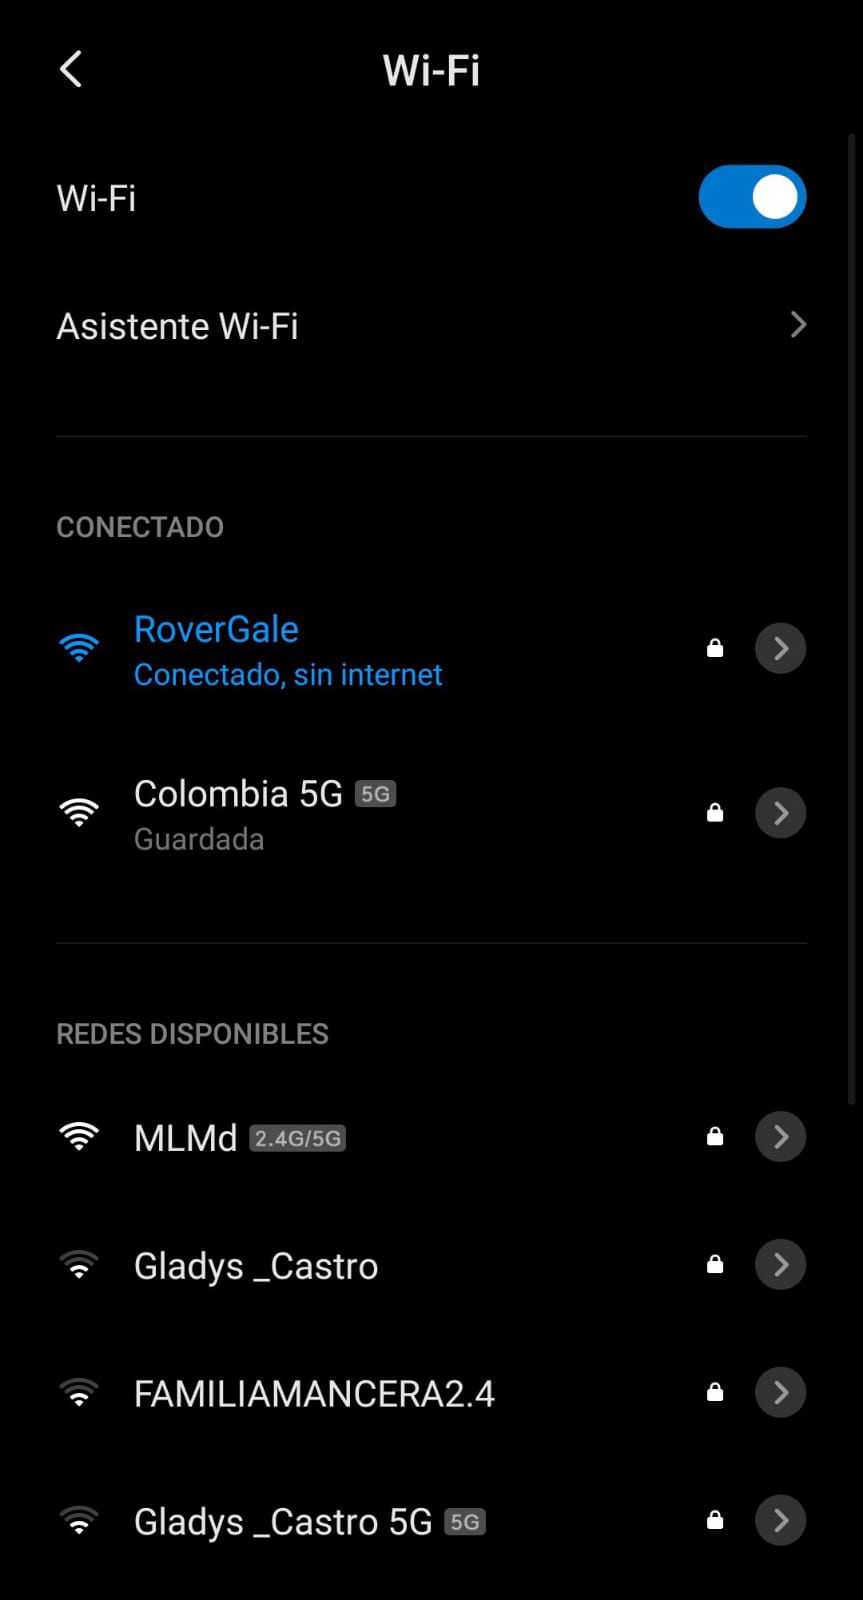 Wi-Fi
Wi-Fi
Asistente Wi-Fi
CONECTADO
RoverGale
Conectado, sin internet
Colombia 5G 5G
Guardada
REDES DISPONIBLES
MLMd 2.4G/5G
Gladys _Castro
FAMILIAMANCERA2.4
Gladys _Castro 5G 5G